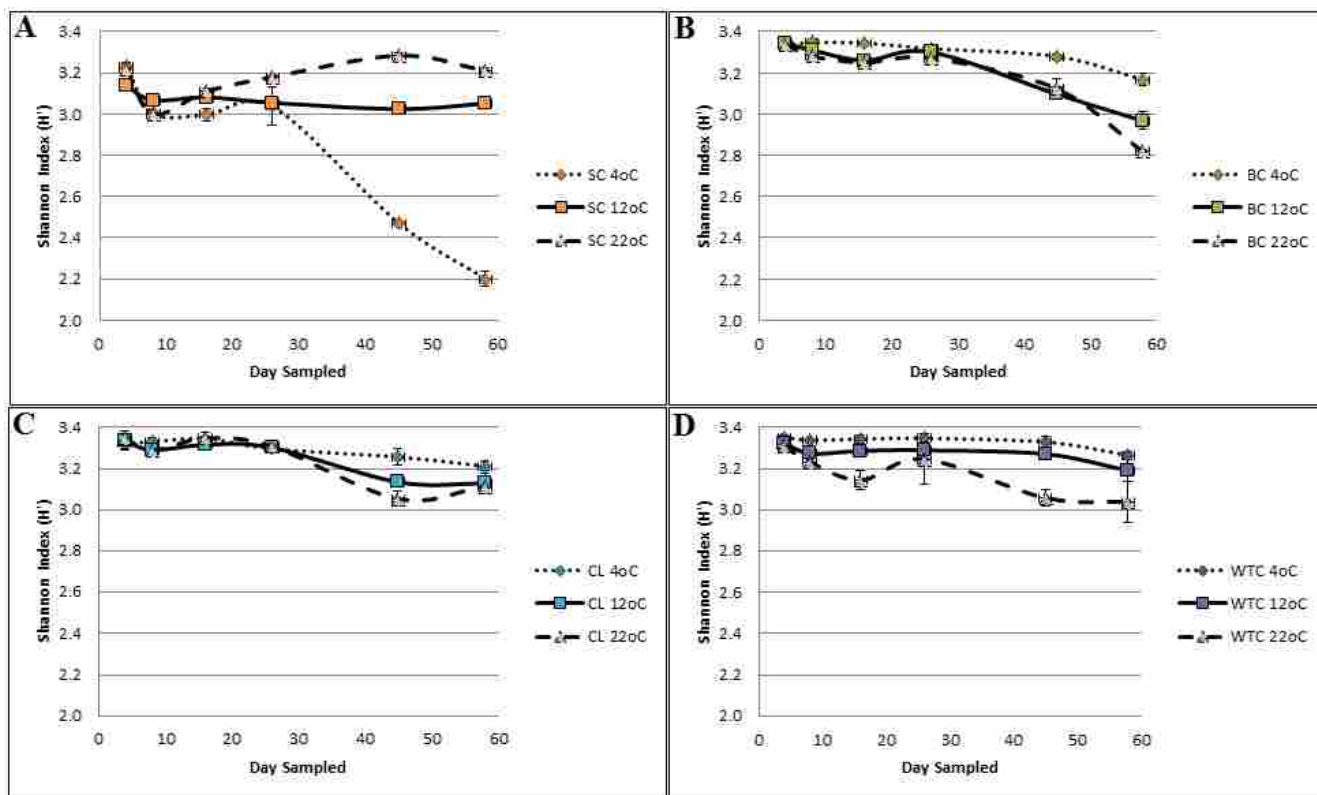 A
3.4
3.2
3.0
2.8
2.6
2.4
2.2
2.0
Shannon Index (H')
0 10 20 30 40 50 60
Day Sampled
SC 4oC
SC 12oC
SC 22oC
B
3.4
3.2
3.0
2.8
2.6
2.4
2.2
2.0
Shannon Index (H')
0 10 20 30 40 50 60
Day Sampled
BC 4oC
BC 12oC
BC 22oC
C
3.4
3.2
3.0
2.8
2.6
2.4
2.2
2.0
Shannon Index (H')
0 10 20 30 40 50 60
Day Sampled
CL 4oC
CL 12oC
CL 22oC
D
3.4
3.2
3.0
2.8
2.6
2.4
2.2
2.0
Shannon Index (H')
0 10 20 30 40 50 60
Day Sampled
WTC 4oC
WTC 12oC
WTC 22oC